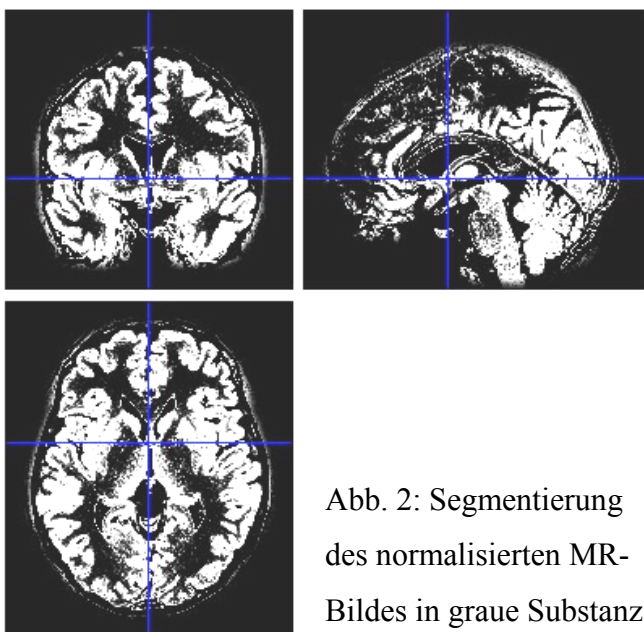 Abb. 2: Segmentierung
des normalisierten MR-
Bildes in graue Substanz